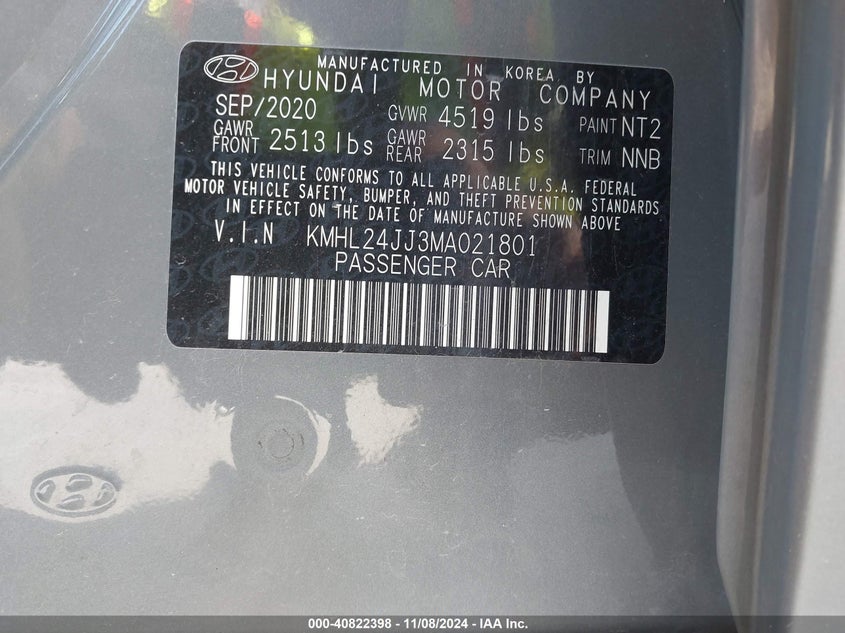 MANUFACTURED IN KOREA BY
HYUNDAI MOTOR COMPANY
SEP/2020 GVWR 4519 lbs PAINT NT2
GAWR FRONT 2513 lbs GAWR REAR 2315 lbs TRIM NNB
THIS VEHICLE CONFORMS TO ALL APPLICABLE U.S.A. FEDERAL
MOTOR VEHICLE SAFETY, BUMPER, AND THEFT PREVENTION STANDARDS
IN EFFECT ON THE DATE OF MANUFACTURE SHOWN ABOVE
V.I.N KMHL24JJ3MA021801
PASSENGER CAR
000-40822398 - 11/08/2024 - IAA Inc.